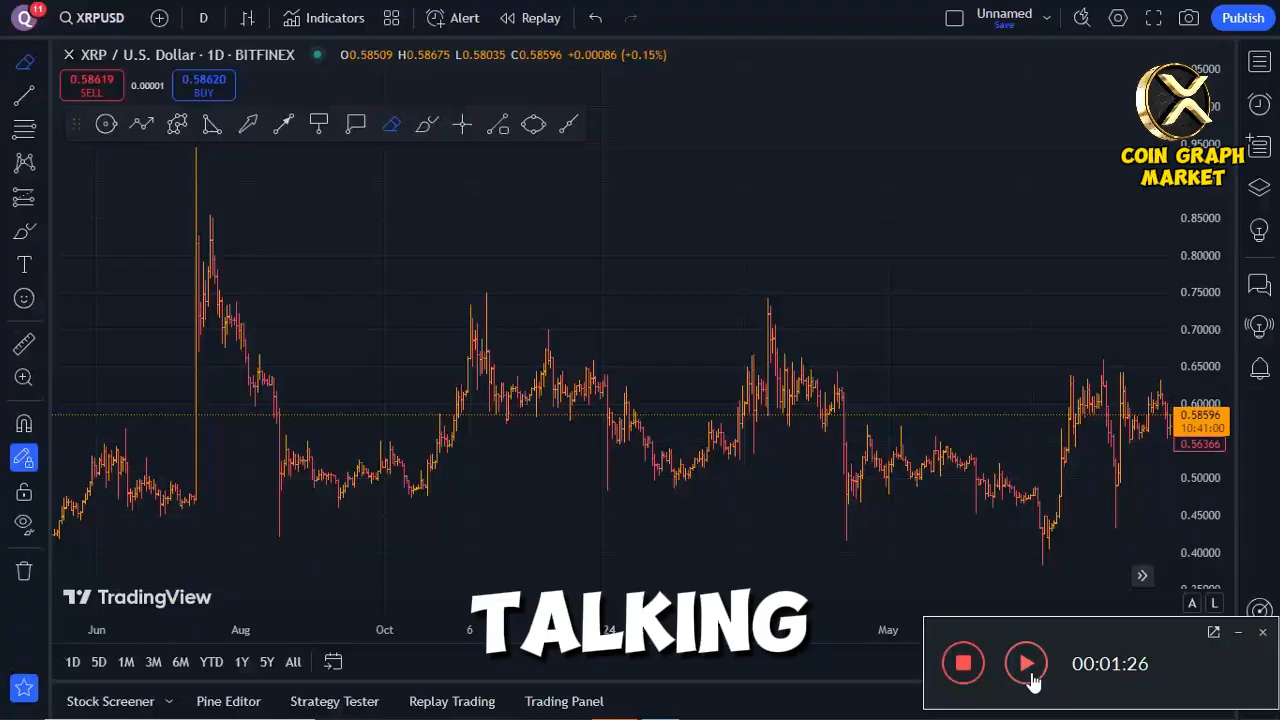 Q 11 XRPUSD D Indicators Alert Replay Unnamed Save Publish
XRP / U.S. Dollar · 1D · BITFINEX O0.58509 H0.58675 L0.58035 C0.58596 +0.00086 (+0.15%)
0.58619 SELL
0.00001
0.58620 BUY
COIN GRAPH
MARKET
0.85000
0.80000
0.75000
0.70000
0.65000
0.60000
0.58596
10:41:00
0.56366
0.50000
0.45000
0.40000
TradingView
TALKING
A L
Jun Aug Oct 6 24 May
1D 5D 1M 3M 6M YTD 1Y 5Y All
00:01:26
Stock Screener Pine Editor Strategy Tester Replay Trading Trading Panel